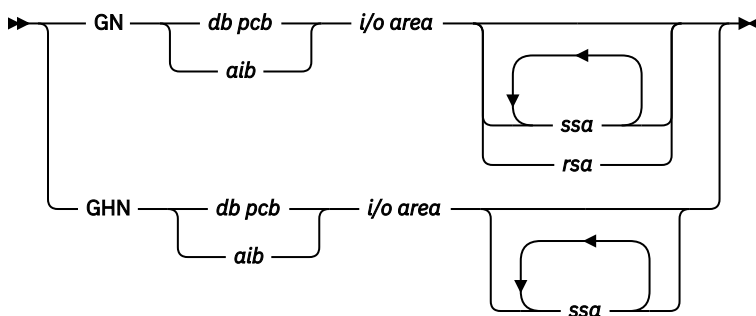 GN db pcb i/o area
aib
ssa
rsa
GHN db pcb i/o area
aib
ssa